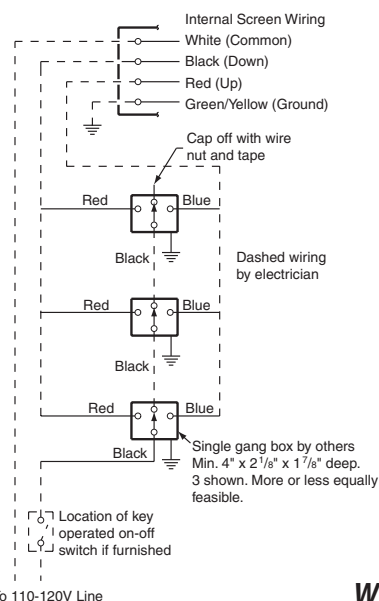 Internal Screen Wiring
White (Common)
Black (Down)
Red (Up)
Green/Yellow (Ground)
Cap off with wire
nut and tape
Red
Blue
Black
Dashed wiring
by electrician
Red
Blue
Black
Red
Blue
Black
Single gang box by others
Min. 4" x 2 1/8" x 1 7/8" deep.
3 shown. More or less equally
feasible.
Location of key
operated on-off
switch if furnished
o 110-120V Line
W